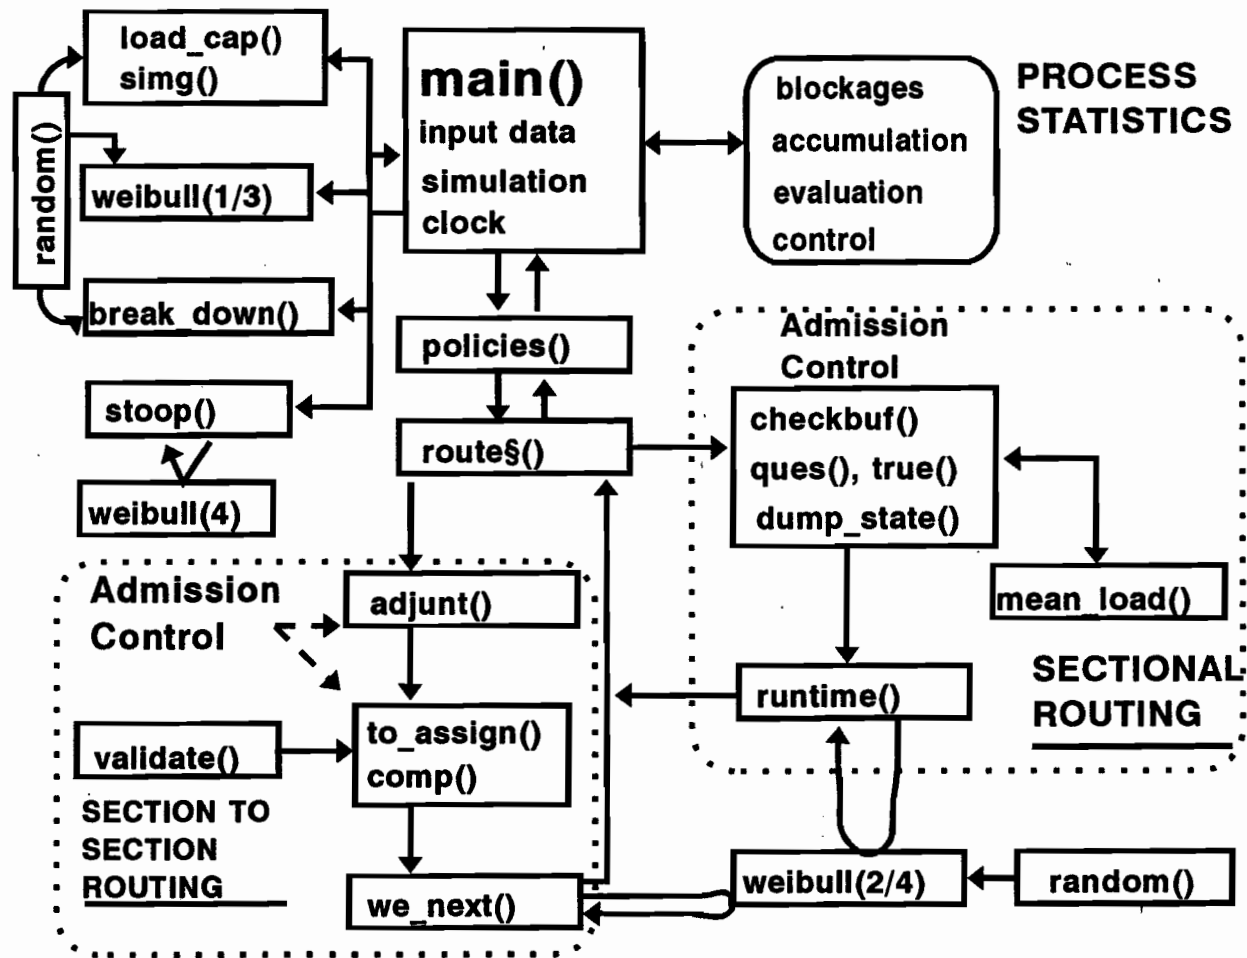 load_cap()
simg()
random()
weibull(1/3)
break_down()
stoop()
weibull(4)
main()
input data
simulation
clock
blockages
accumulation
evaluation
control
PROCESS
STATISTICS
policies()
route§()
Admission
Control
checkbuf()
ques(), true()
dump_state()
mean_load()
runtime()
SECTIONAL
ROUTING
Admission
Control
adjunt()
to_assign()
comp()
validate()
SECTION TO
SECTION
ROUTING
we_next()
weibull(2/4)
random()